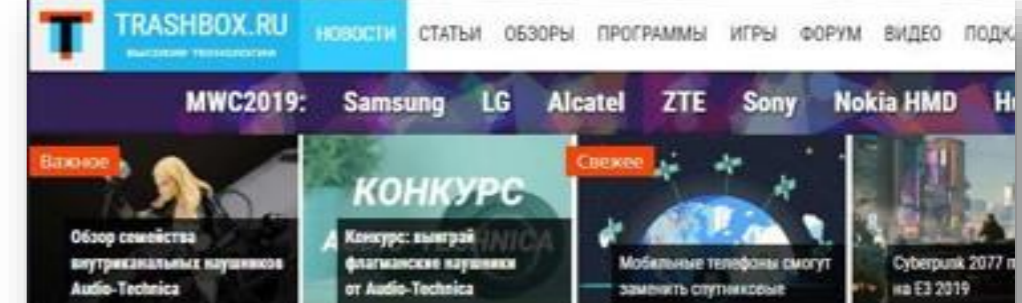 TRASHBOX.RU
ВЫСОКИЕ ТЕХНОЛОГИИ
НОВОСТИ СТАТЬИ ОБЗОРЫ ПРОГРАММЫ ИГРЫ ФОРУМ ВИДЕО
MWC2019: Samsung LG Alcatel ZTE Sony Nokia HMD
Важное
Обзор семейства
внутриканальных наушников
Audio-Technica
КОНКУРС
Конкурс: выиграй
флагманские наушники
от Audio-Technica
Свежее
Мобильные телефоны смогут
заменить спутниковые
Cyberpunk 2077
на E3 2019